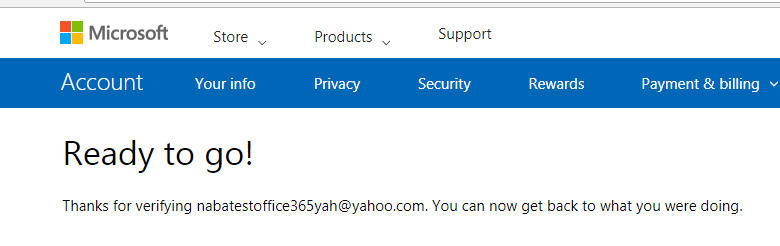 Microsoft Store Products Support
Account Your info Privacy Security Rewards Payment & billing
Ready to go!
Thanks for verifying nabatestoffice365yah@yahoo.com. You can now get back to what you were doing.